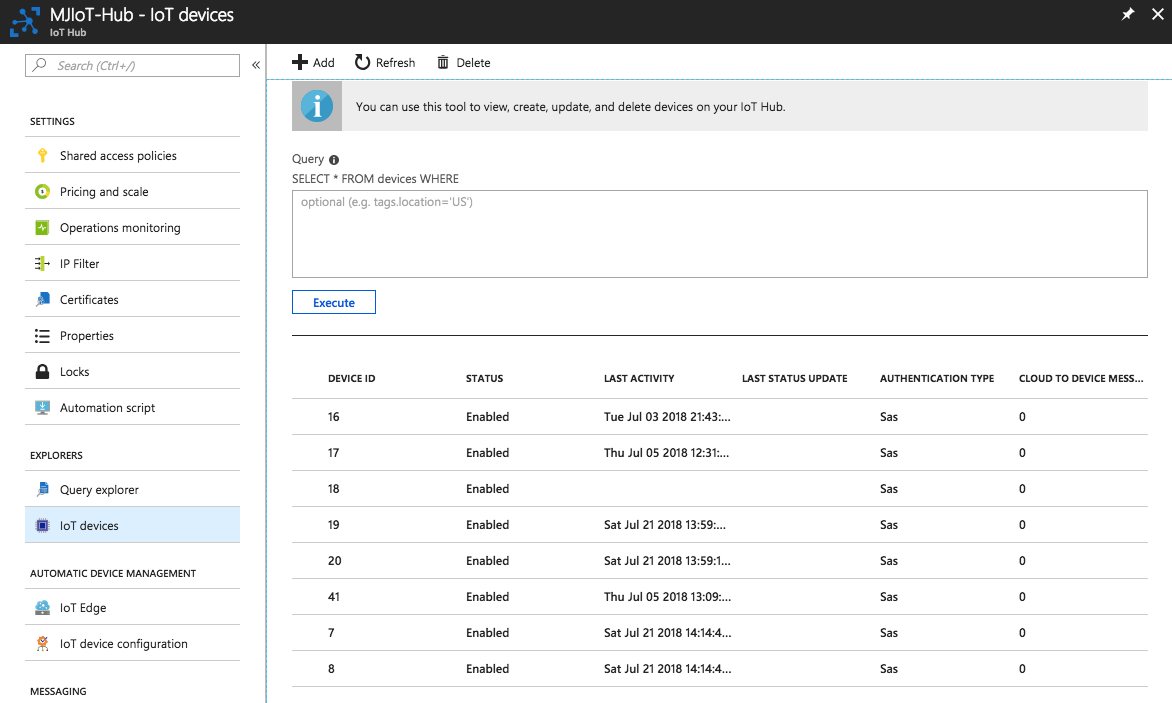 MJIoT-Hub - IoT devices
IoT Hub
Search (Ctrl+/)
«
SETTINGS
Shared access policies
Pricing and scale
Operations monitoring
IP Filter
Certificates
Properties
Locks
Automation script
EXPLORERS
Query explorer
IoT devices
AUTOMATIC DEVICE MANAGEMENT
IoT Edge
IoT device configuration
MESSAGING
Add Refresh Delete
You can use this tool to view, create, update, and delete devices on your IoT Hub.
Query
SELECT * FROM devices WHERE
optional (e.g. tags.location='US')
Execute
DEVICE ID STATUS LAST ACTIVITY LAST STATUS UPDATE AUTHENTICATION TYPE CLOUD TO DEVICE MESS...
16 Enabled Tue Jul 03 2018 21:43:... Sas 0
17 Enabled Thu Jul 05 2018 12:31:... Sas 0
18 Enabled Sas 0
19 Enabled Sat Jul 21 2018 13:59:... Sas 0
20 Enabled Sat Jul 21 2018 13:59:1... Sas 0
41 Enabled Thu Jul 05 2018 13:09:... Sas 0
7 Enabled Sat Jul 21 2018 14:14:4... Sas 0
8 Enabled Sat Jul 21 2018 14:14:4... Sas 0